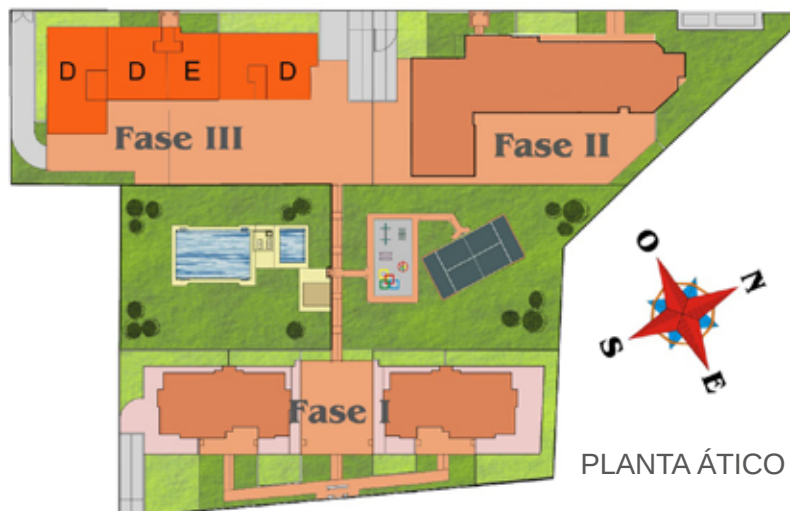 D D E D
Fase III
Fase II
O
N
S
E
Fase I
PLANTA ÁTICO